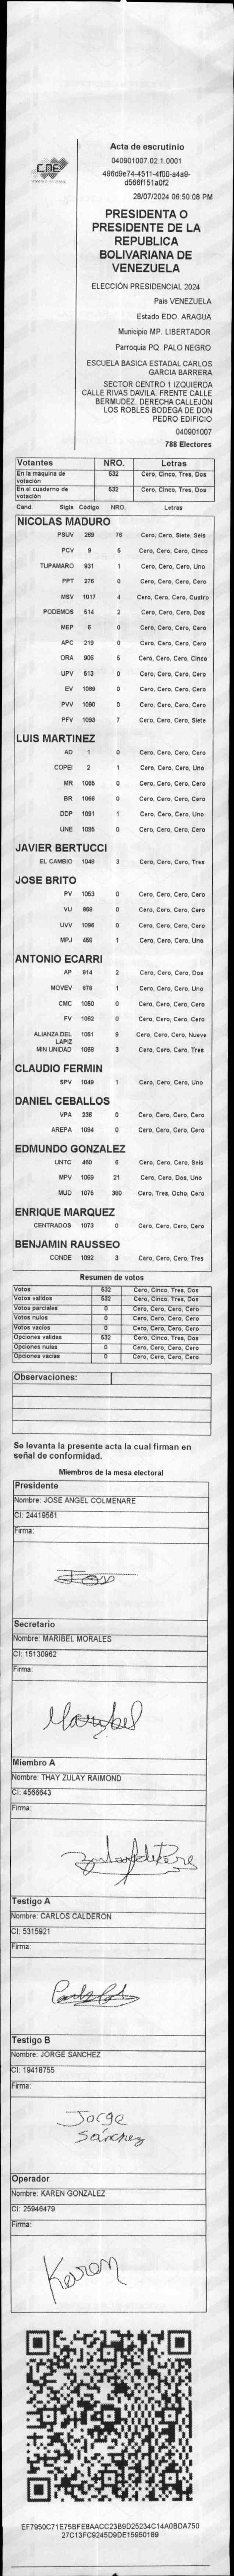 CNE
Acta de escrutinio
040901007.02.1.0001
496d9e74-4511-4f00-a4a9-
d566f151a0f2
28/07/2024 06:50:08 PM
PRESIDENTA O
PRESIDENTE DE LA
REPUBLICA
BOLIVARIANA DE
VENEZUELA
ELECCIÓN PRESIDENCIAL 2024
Pais VENEZUELA
Estado EDO. ARAGUA
Municipio MP. LIBERTADOR
Parroquia PQ. PALO NEGRO
ESCUELA BASICA ESTADAL CARLOS
GARCIA BARRERA
SECTOR CENTRO 1 IZQUIERDA
CALLE RIVAS DAVILA. FRENTE CALLE
BERMUDEZ. DERECHA CALLEJÓN
LOS ROBLES BODEGA DE DON
PEDRO EDIFICIO
040901007
788 Electores
Votantes NRO. Letras
En la máquina de votación 532 Cero, Cinco, Tres, Dos
En el cuaderno de votación 532 Cero, Cinco, Tres, Dos
Cand. Sigla Código NRO. Letras
NICOLAS MADURO
PSUV 269 76 Cero, Cero, Siete, Seis
PCV 9 5 Cero, Cero, Cero, Cinco
TUPAMARO 931 1 Cero, Cero, Cero, Uno
PPT 276 0 Cero, Cero, Cero, Cero
MSV 1017 4 Cero, Cero, Cero, Cuatro
PODEMOS 514 2 Cero, Cero, Cero, Dos
MEP 6 0 Cero, Cero, Cero, Cero
APC 219 0 Cero, Cero, Cero, Cero
ORA 906 5 Cero, Cero, Cero, Cinco
UPV 513 0 Cero, Cero, Cero, Cero
EV 1089 0 Cero, Cero, Cero, Cero
PVV 1090 0 Cero, Cero, Cero, Cero
PFV 1093 7 Cero, Cero, Cero, Siete
LUIS MARTINEZ
AD 1 0 Cero, Cero, Cero, Cero
COPEI 2 1 Cero, Cero, Cero, Uno
MR 1065 0 Cero, Cero, Cero, Cero
BR 1066 0 Cero, Cero, Cero, Cero
DDP 1091 1 Cero, Cero, Cero, Uno
UNE 1095 0 Cero, Cero, Cero, Cero
JAVIER BERTUCCI
EL CAMBIO 1048 3 Cero, Cero, Cero, Tres
JOSE BRITO
PV 1053 0 Cero, Cero, Cero, Cero
VU 868 0 Cero, Cero, Cero, Cero
UVV 1096 0 Cero, Cero, Cero, Cero
MPJ 458 1 Cero, Cero, Cero, Uno
ANTONIO ECARRI
AP 814 2 Cero, Cero, Cero, Dos
MOVEV 679 1 Cero, Cero, Cero, Uno
CMC 1050 0 Cero, Cero, Cero, Cero
FV 1062 0 Cero, Cero, Cero, Cero
ALIANZA DEL LAPIZ 1051 9 Cero, Cero, Cero, Nueve
MIN UNIDAD 1068 3 Cero, Cero, Cero, Tres
CLAUDIO FERMIN
SPV 1049 1 Cero, Cero, Cero, Uno
DANIEL CEBALLOS
VPA 236 0 Cero, Cero, Cero, Cero
AREPA 1094 0 Cero, Cero, Cero, Cero
EDMUNDO GONZALEZ
UNTC 460 6 Cero, Cero, Cero, Seis
MPV 1069 21 Cero, Cero, Dos, Uno
MUD 1075 380 Cero, Tres, Ocho, Cero
ENRIQUE MARQUEZ
CENTRADOS 1073 0 Cero, Cero, Cero, Cero
BENJAMIN RAUSSEO
CONDE 1092 3 Cero, Cero, Cero, Tres
Resumen de votos
Votos 532 Cero, Cinco, Tres, Dos
Votos validos 532 Cero, Cinco, Tres, Dos
Votos parciales 0 Cero, Cero, Cero, Cero
Votos nulos 0 Cero, Cero, Cero, Cero
Votos vacios 0 Cero, Cero, Cero, Cero
Opciones validas 532 Cero, Cinco, Tres, Dos
Opciones nulas 0 Cero, Cero, Cero, Cero
Opciones vacias 0 Cero, Cero, Cero, Cero
Observaciones:
Se levanta la presente acta la cual firman en
señal de conformidad.
Miembros de la mesa electoral
Presidente
Nombre: JOSE ANGEL COLMENARE
CI: 24419561
Firma:
Jos
Secretario
Nombre: MARIBEL MORALES
CI: 15130962
Firma:
Maribel
Miembro A
Nombre: THAY ZULAY RAIMOND
CI: 4566643
Firma:
Testigo A
Nombre: CARLOS CALDERON
CI: 5315921
Firma:
Testigo B
Nombre: JORGE SANCHEZ
CI: 19418755
Firma:
Jorge
Sánchez
Operador
Nombre: KAREN GONZALEZ
CI: 25946479
Firma:
Karen
EF7950C71E75BFE8AACC23B9D25234C14A0BDA750
27C13FC9245D9DE15950189